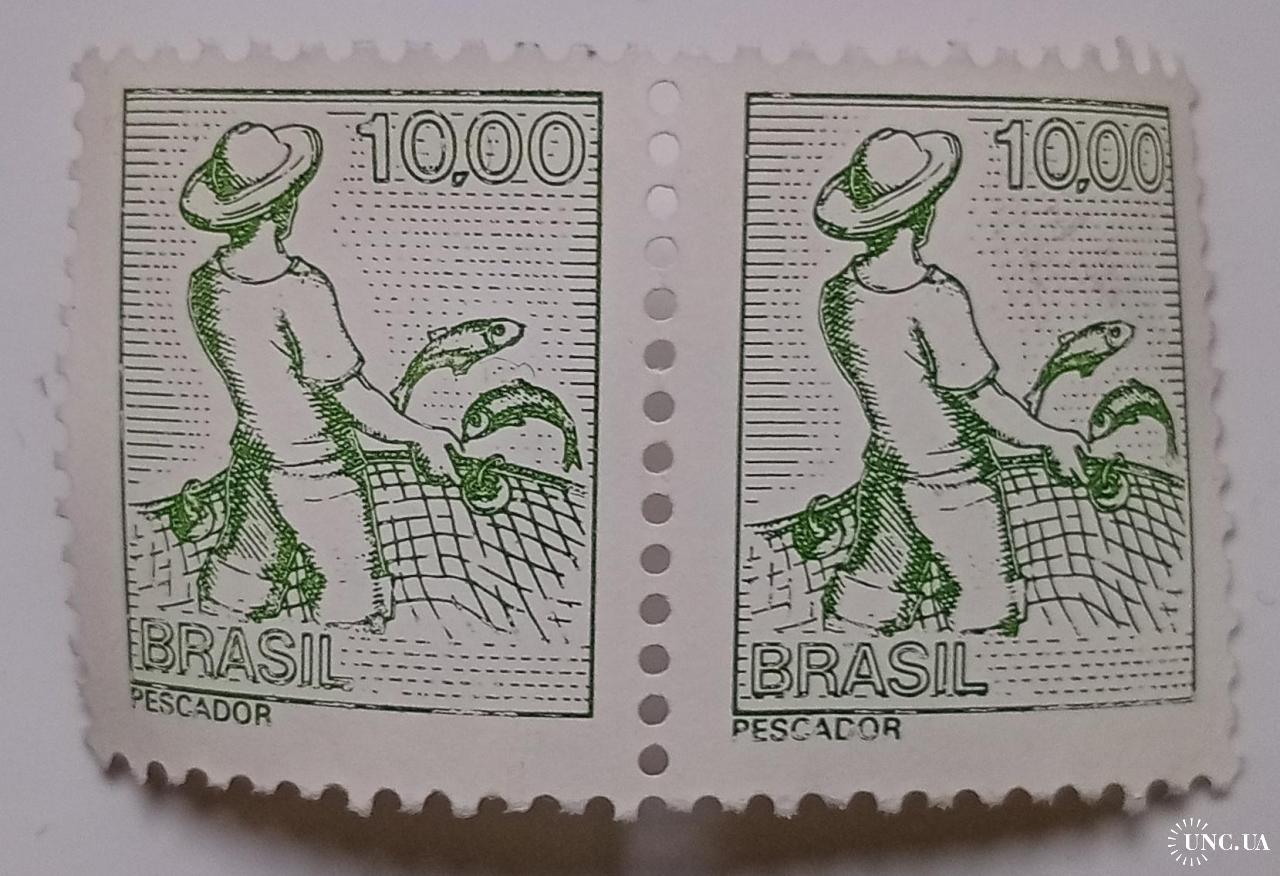 10,00
BRASIL
PESCADOR
10,00
BRASIL
PESCADOR
UNC.UA